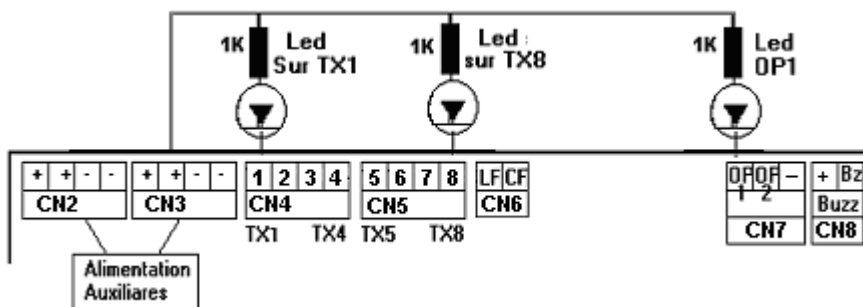 1K Led Sur TX1
1K Led sur TX8
1K Led OP1
+ + - - + + - - 1 2 3 4 5 6 7 8 LF CF OP 1 OP 2 - + Bz
CN2 CN3 CN4 CN5 CN6 Buzz
CN7 CN8
TX1 TX4 TX5 TX8
Alimentation
Auxiliares